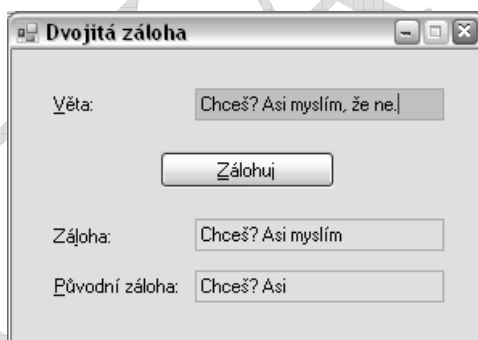 Dvojitá záloha
Věta: Chceš? Asi myslím, že ne.
Zálohuj
Záloha: Chceš? Asi myslím
Původní záloha: Chceš? Asi